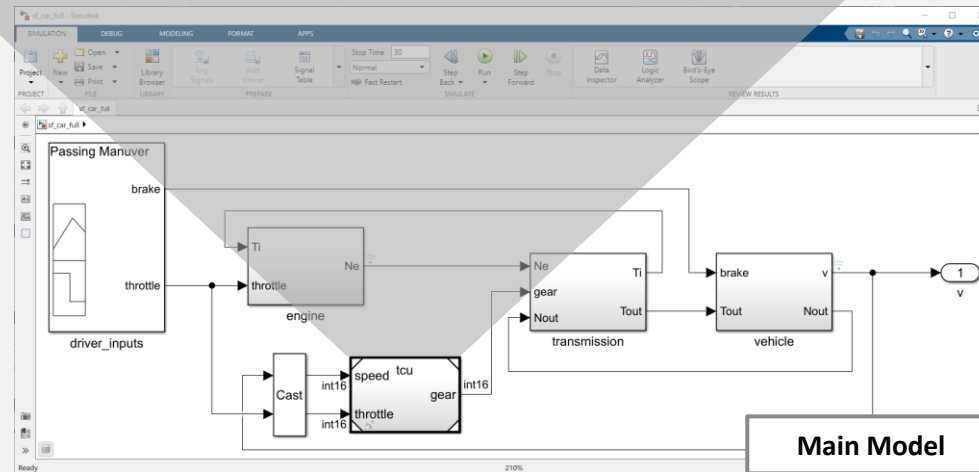 sf_car_full - Simulink
SIMULATION DEBUG MODELING FORMAT APPS
Project
New
Open
Save
Print
Library Browser
Log Signals
Add Viewer
Signal Table
Stop Time 30
Normal
Fast Restart
Step Back
Run
Step Forward
Stop
Data Inspector
Logic Analyzer
Bird's-Eye Scope
PROJECT FILE LIBRARY PREPARE SIMULATE REVIEW RESULTS
sf_car_full
sf_car_full
Passing Manuver
brake
throttle
driver_inputs
Ti
throttle
Ne
engine
Ne
gear
Nout
Ti
Tout
transmission
brake
Tout
v
Nout
vehicle
1
v
Cast
int16
int16
speed
tcu
throttle
gear
int16
Main Model
Ready
210%